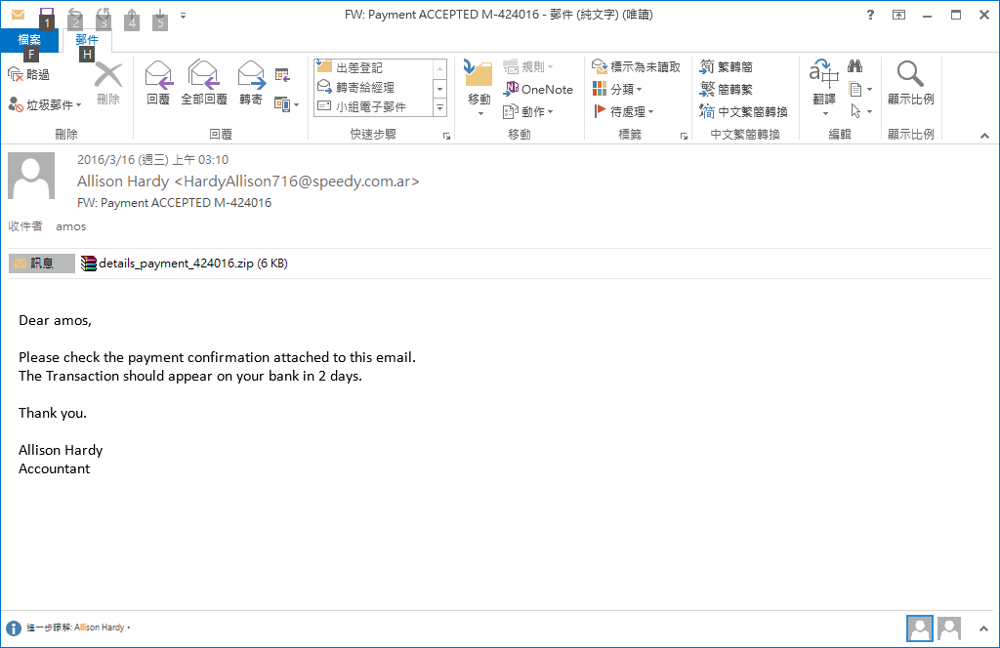 FW: Payment ACCEPTED M-424016 - 郵件 (純文字) (唯讀)
1 2 3 4 5
檔案 郵件
F H
略過
垃圾郵件
刪除
刪除
回覆 全部回覆 轉寄
回覆
出差登記
轉寄給經理
小組電子郵件
快速步驟
移動
規則
OneNote
動作
移動
標示為未讀取
分類
待處理
標籤
繁轉簡
簡轉繁
中文繁簡轉換
中文繁簡轉換
翻譯
編輯
顯示比例
顯示比例
2016/3/16 (週三) 上午 03:10
Allison Hardy <HardyAllison716@speedy.com.ar>
FW: Payment ACCEPTED M-424016
收件者 amos
訊息 details_payment_424016.zip (6 KB)
Dear amos,
Please check the payment confirmation attached to this email.
The Transaction should appear on your bank in 2 days.
Thank you.
Allison Hardy
Accountant
進一步瞭解: Allison Hardy